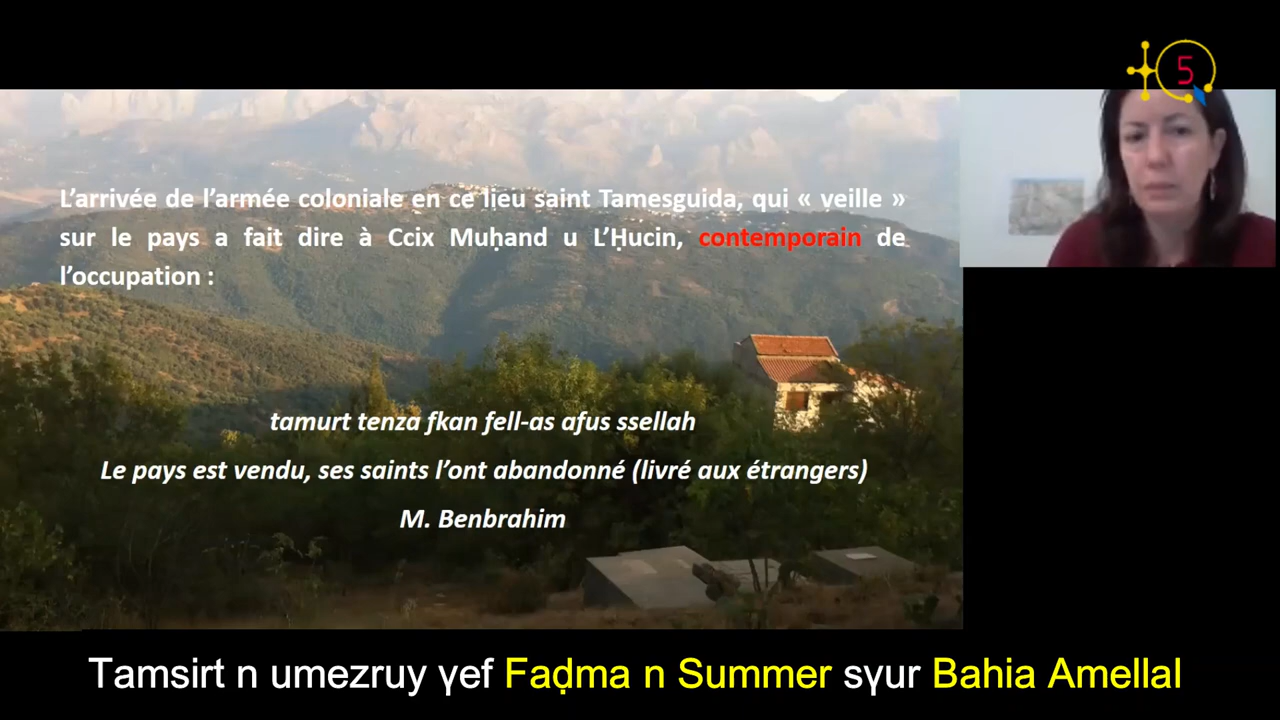 5
L'arrivée de l'armée coloniale en ce lieu saint Tamesguida, qui « veille »
sur le pays a fait dire à Ccix Muḥand u L'Ḥucin, contemporain de
l'occupation :
tamurt tenza fkan fell-as afus ssellah
Le pays est vendu, ses saints l'ont abandonné (livré aux étrangers)
M. Benbrahim
Tamsirt n umezruy γef Faḍma n Summer sγur Bahia Amellal